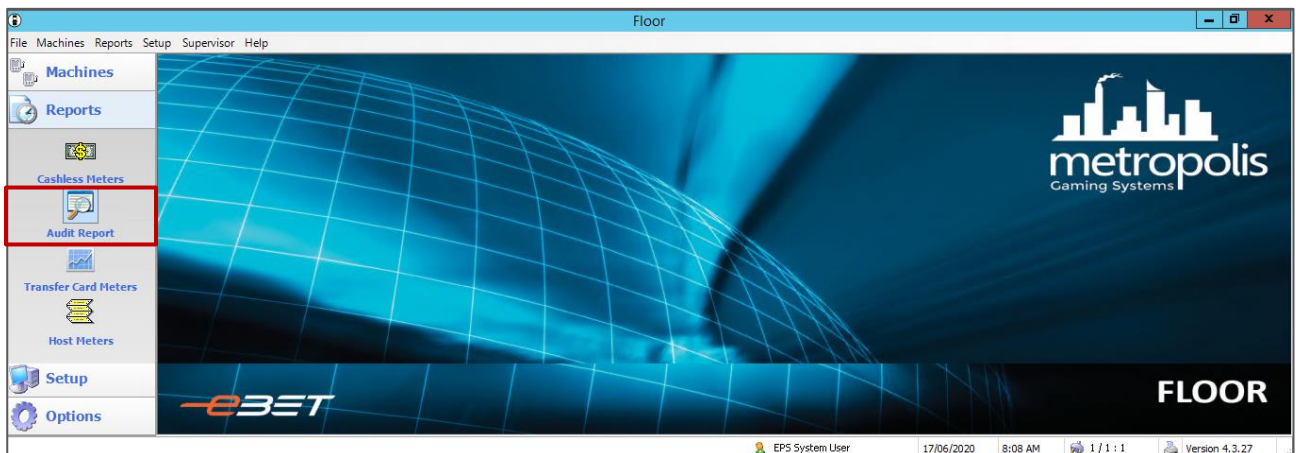 Floor
File Machines Reports Setup Supervisor Help
Machines
Reports
Cashless Meters
Audit Report
Transfer Card Meters
Host Meters
Setup
Options
metropolis
Gaming Systems
eBET
FLOOR
EPS System User 17/06/2020 8:08 AM 1 / 1 : 1 Version 4.3.27